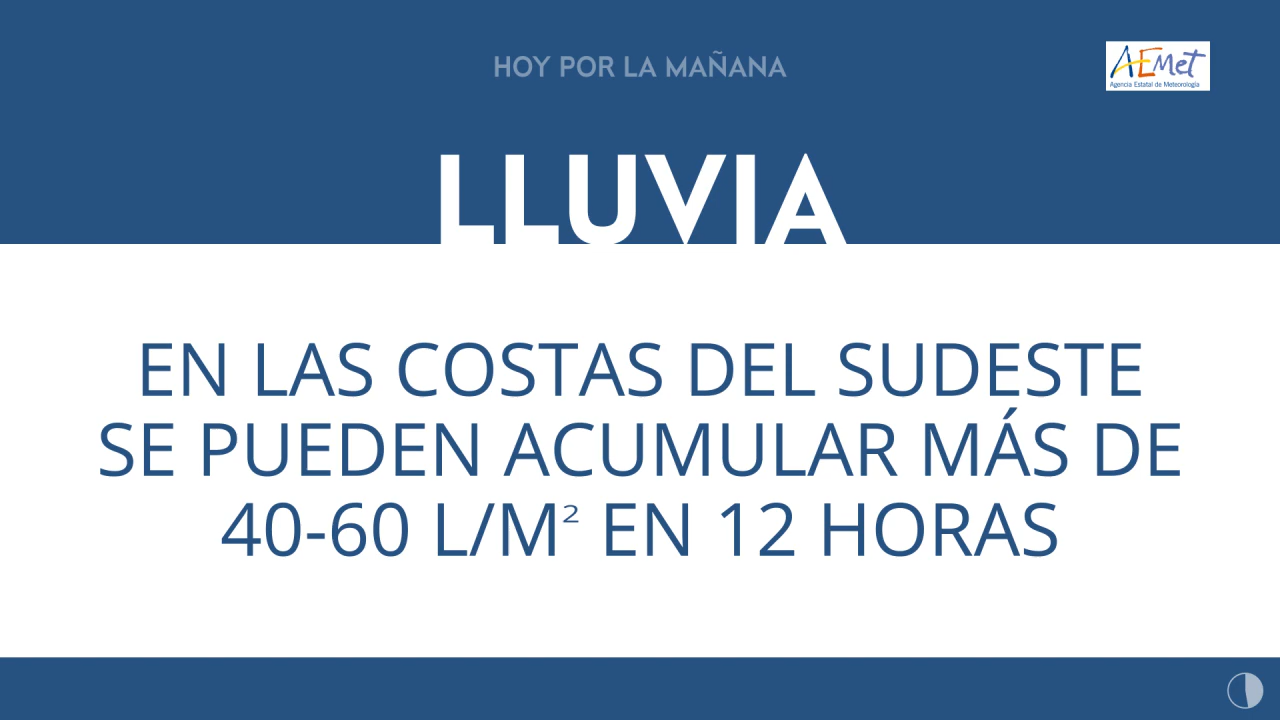 HOY POR LA MAÑANA
AEMet
Agencia Estatal de Meteorología
LLUVIA
EN LAS COSTAS DEL SUDESTE
SE PUEDEN ACUMULAR MÁS DE
40-60 L/M² EN 12 HORAS